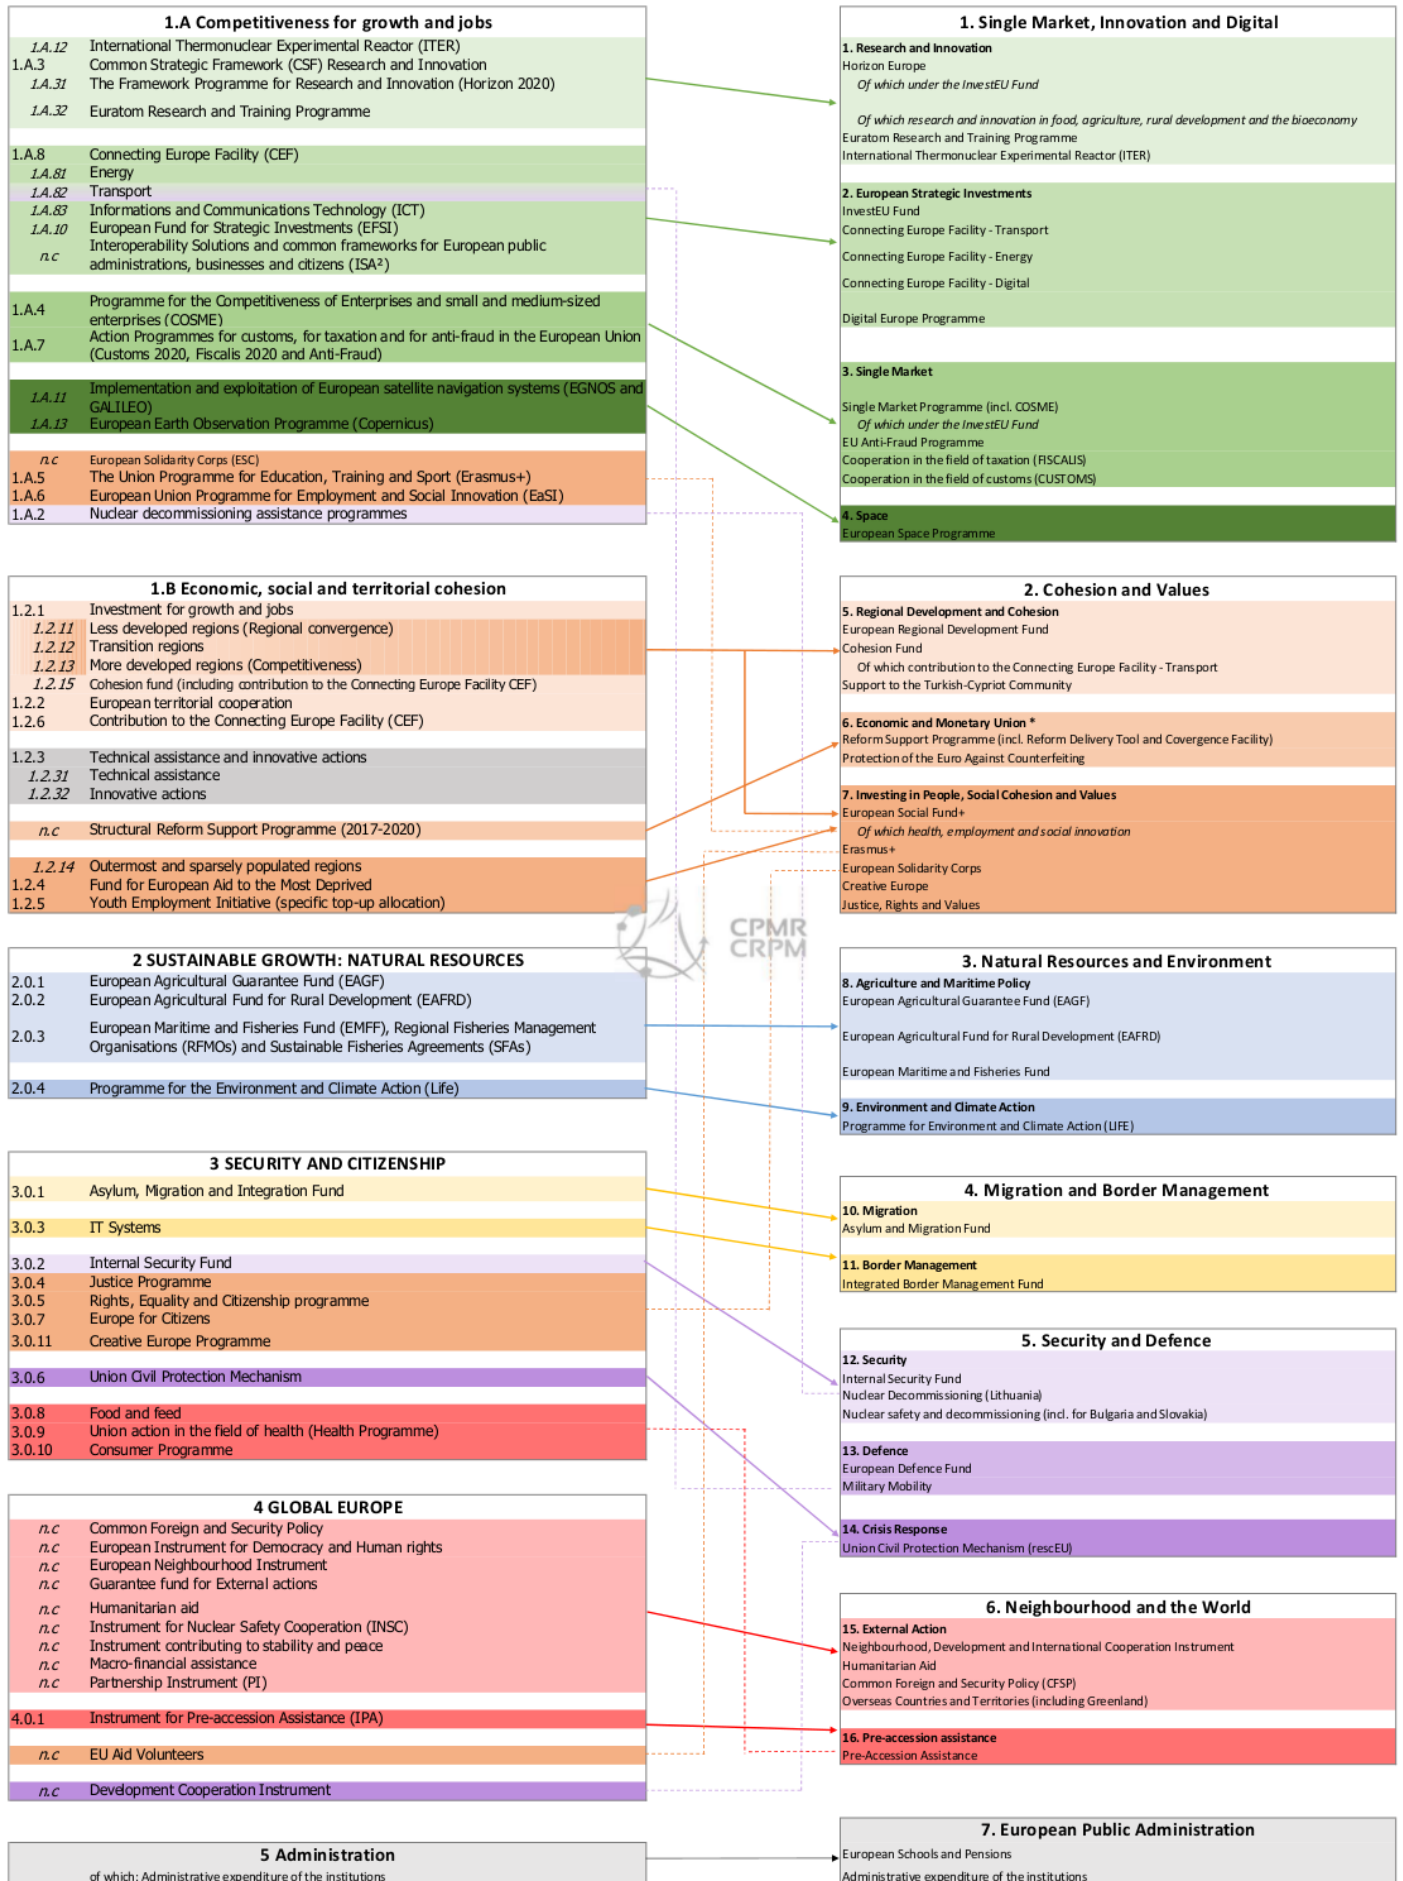 1.A Competitiveness for growth and jobs
1.A.12 International Thermonuclear Experimental Reactor (ITER)
1.A.3 Common Strategic Framework (CSF) Research and Innovation
1.A.31 The Framework Programme for Research and Innovation (Horizon 2020)
1.A.32 Euratom Research and Training Programme
1.A.8 Connecting Europe Facility (CEF)
1.A.81 Energy
1.A.82 Transport
1.A.83 Informations and Communications Technology (ICT)
1.A.10 European Fund for Strategic Investments (EFSI)
n.c Interoperability Solutions and common frameworks for European public
administrations, businesses and citizens (ISA²)
1.A.4 Programme for the Competitiveness of Enterprises and small and medium-sized
enterprises (COSME)
1.A.7 Action Programmes for customs, for taxation and for anti-fraud in the European Union
(Customs 2020, Fiscalis 2020 and Anti-Fraud)
1.A.11 Implementation and exploitation of European satellite navigation systems (EGNOS and
GALILEO)
1.A.13 European Earth Observation Programme (Copernicus)
n.c European Solidarity Corps (ESC)
1.A.5 The Union Programme for Education, Training and Sport (Erasmus+)
1.A.6 European Union Programme for Employment and Social Innovation (EaSI)
1.A.2 Nuclear decommissioning assistance programmes
1.B Economic, social and territorial cohesion
1.2.1 Investment for growth and jobs
1.2.11 Less developed regions (Regional convergence)
1.2.12 Transition regions
1.2.13 More developed regions (Competitiveness)
1.2.15 Cohesion fund (including contribution to the Connecting Europe Facility CEF)
1.2.2 European territorial cooperation
1.2.6 Contribution to the Connecting Europe Facility (CEF)
1.2.3 Technical assistance and innovative actions
1.2.31 Technical assistance
1.2.32 Innovative actions
n.c Structural Reform Support Programme (2017-2020)
1.2.14 Outermost and sparsely populated regions
1.2.4 Fund for European Aid to the Most Deprived
1.2.5 Youth Employment Initiative (specific top-up allocation)
2 SUSTAINABLE GROWTH: NATURAL RESOURCES
2.0.1 European Agricultural Guarantee Fund (EAGF)
2.0.2 European Agricultural Fund for Rural Development (EAFRD)
2.0.3 European Maritime and Fisheries Fund (EMFF), Regional Fisheries Management
Organisations (RFMOs) and Sustainable Fisheries Agreements (SFAs)
2.0.4 Programme for the Environment and Climate Action (Life)
3 SECURITY AND CITIZENSHIP
3.0.1 Asylum, Migration and Integration Fund
3.0.3 IT Systems
3.0.2 Internal Security Fund
3.0.4 Justice Programme
3.0.5 Rights, Equality and Citizenship programme
3.0.7 Europe for Citizens
3.0.11 Creative Europe Programme
3.0.6 Union Civil Protection Mechanism
3.0.8 Food and feed
3.0.9 Union action in the field of health (Health Programme)
3.0.10 Consumer Programme
4 GLOBAL EUROPE
n.c Common Foreign and Security Policy
n.c European Instrument for Democracy and Human rights
n.c European Neighbourhood Instrument
n.c Guarantee fund for External actions
n.c Humanitarian aid
n.c Instrument for Nuclear Safety Cooperation (INSC)
n.c Instrument contributing to stability and peace
n.c Macro-financial assistance
n.c Partnership Instrument (PI)
4.0.1 Instrument for Pre-accession Assistance (IPA)
n.c EU Aid Volunteers
n.c Development Cooperation Instrument
5 Administration
of which: Administrative expenditure of the institutions
CPMR
CRPM
1. Single Market, Innovation and Digital
1. Research and Innovation
Horizon Europe
Of which under the InvestEU Fund
Of which research and innovation in food, agriculture, rural development and the bioeconomy
Euratom Research and Training Programme
International Thermonuclear Experimental Reactor (ITER)
2. European Strategic Investments
InvestEU Fund
Connecting Europe Facility - Transport
Connecting Europe Facility - Energy
Connecting Europe Facility - Digital
Digital Europe Programme
3. Single Market
Single Market Programme (incl. COSME)
Of which under the InvestEU Fund
EU Anti-Fraud Programme
Cooperation in the field of taxation (FISCALIS)
Cooperation in the field of customs (CUSTOMS)
4. Space
European Space Programme
2. Cohesion and Values
5. Regional Development and Cohesion
European Regional Development Fund
Cohesion Fund
Of which contribution to the Connecting Europe Facility - Transport
Support to the Turkish-Cypriot Community
6. Economic and Monetary Union *
Reform Support Programme (incl. Reform Delivery Tool and Covergence Facility)
Protection of the Euro Against Counterfeiting
7. Investing in People, Social Cohesion and Values
European Social Fund+
Of which health, employment and social innovation
Erasmus+
European Solidarity Corps
Creative Europe
Justice, Rights and Values
3. Natural Resources and Environment
8. Agriculture and Maritime Policy
European Agricultural Guarantee Fund (EAGF)
European Agricultural Fund for Rural Development (EAFRD)
European Maritime and Fisheries Fund
9. Environment and Climate Action
Programme for Environment and Climate Action (LIFE)
4. Migration and Border Management
10. Migration
Asylum and Migration Fund
11. Border Management
Integrated Border Management Fund
5. Security and Defence
12. Security
Internal Security Fund
Nuclear Decommissioning (Lithuania)
Nuclear safety and decommissioning (incl. for Bulgaria and Slovakia)
13. Defence
European Defence Fund
Military Mobility
14. Crisis Response
Union Civil Protection Mechanism (rescEU)
6. Neighbourhood and the World
15. External Action
Neighbourhood, Development and International Cooperation Instrument
Humanitarian Aid
Common Foreign and Security Policy (CFSP)
Overseas Countries and Territories (including Greenland)
16. Pre-accession assistance
Pre-Accession Assistance
7. European Public Administration
European Schools and Pensions
Administrative expenditure of the institutions